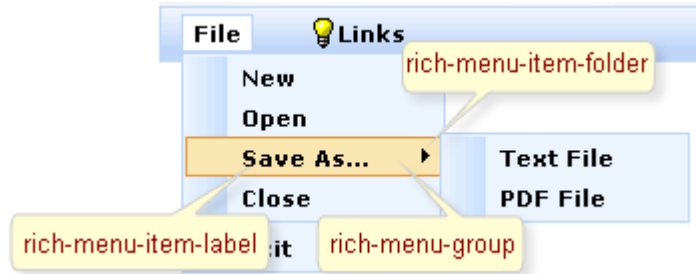 File Links
rich-menu-item-folder
New
Open
Save As... Text File
Close PDF File
rich-menu-item-label :it rich-menu-group